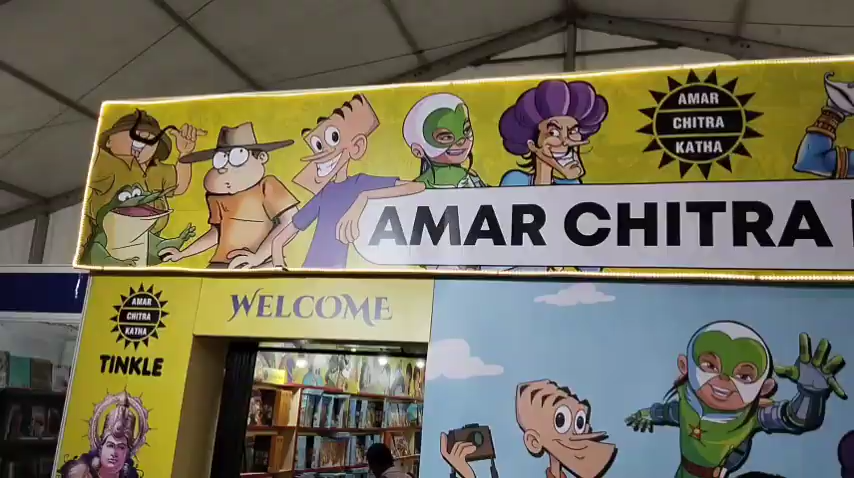 AMAR
CHITRA
KATHA
AMAR CHITRA
WELCOME
AMAR
CHITRA
KATHA
TINKLE